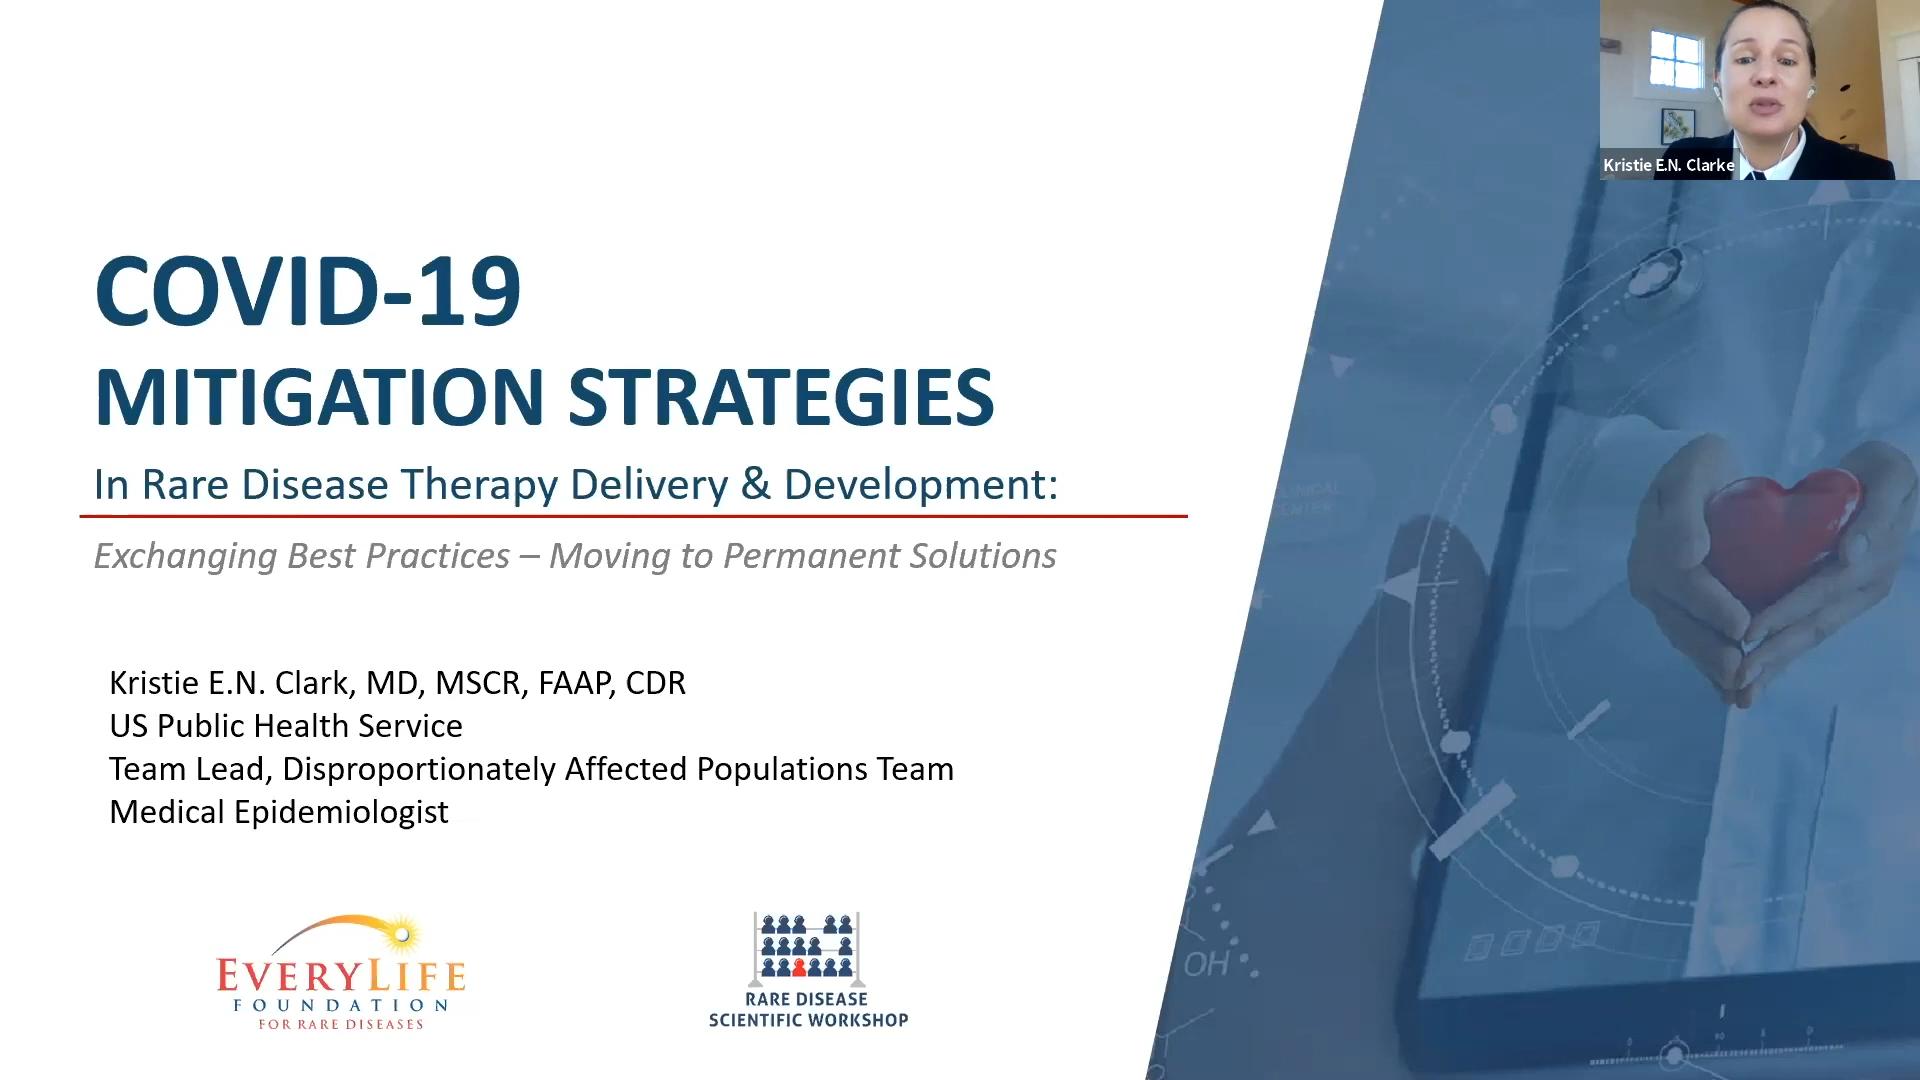 Kristie E.N. Clarke
COVID-19
MITIGATION STRATEGIES
In Rare Disease Therapy Delivery & Development:
Exchanging Best Practices – Moving to Permanent Solutions
Kristie E.N. Clark, MD, MSCR, FAAP, CDR
US Public Health Service
Team Lead, Disproportionately Affected Populations Team
Medical Epidemiologist
EVERYLIFE
FOUNDATION
FOR RARE DISEASES
RARE DISEASE
SCIENTIFIC WORKSHOP
CLINICAL
CENTER
OH